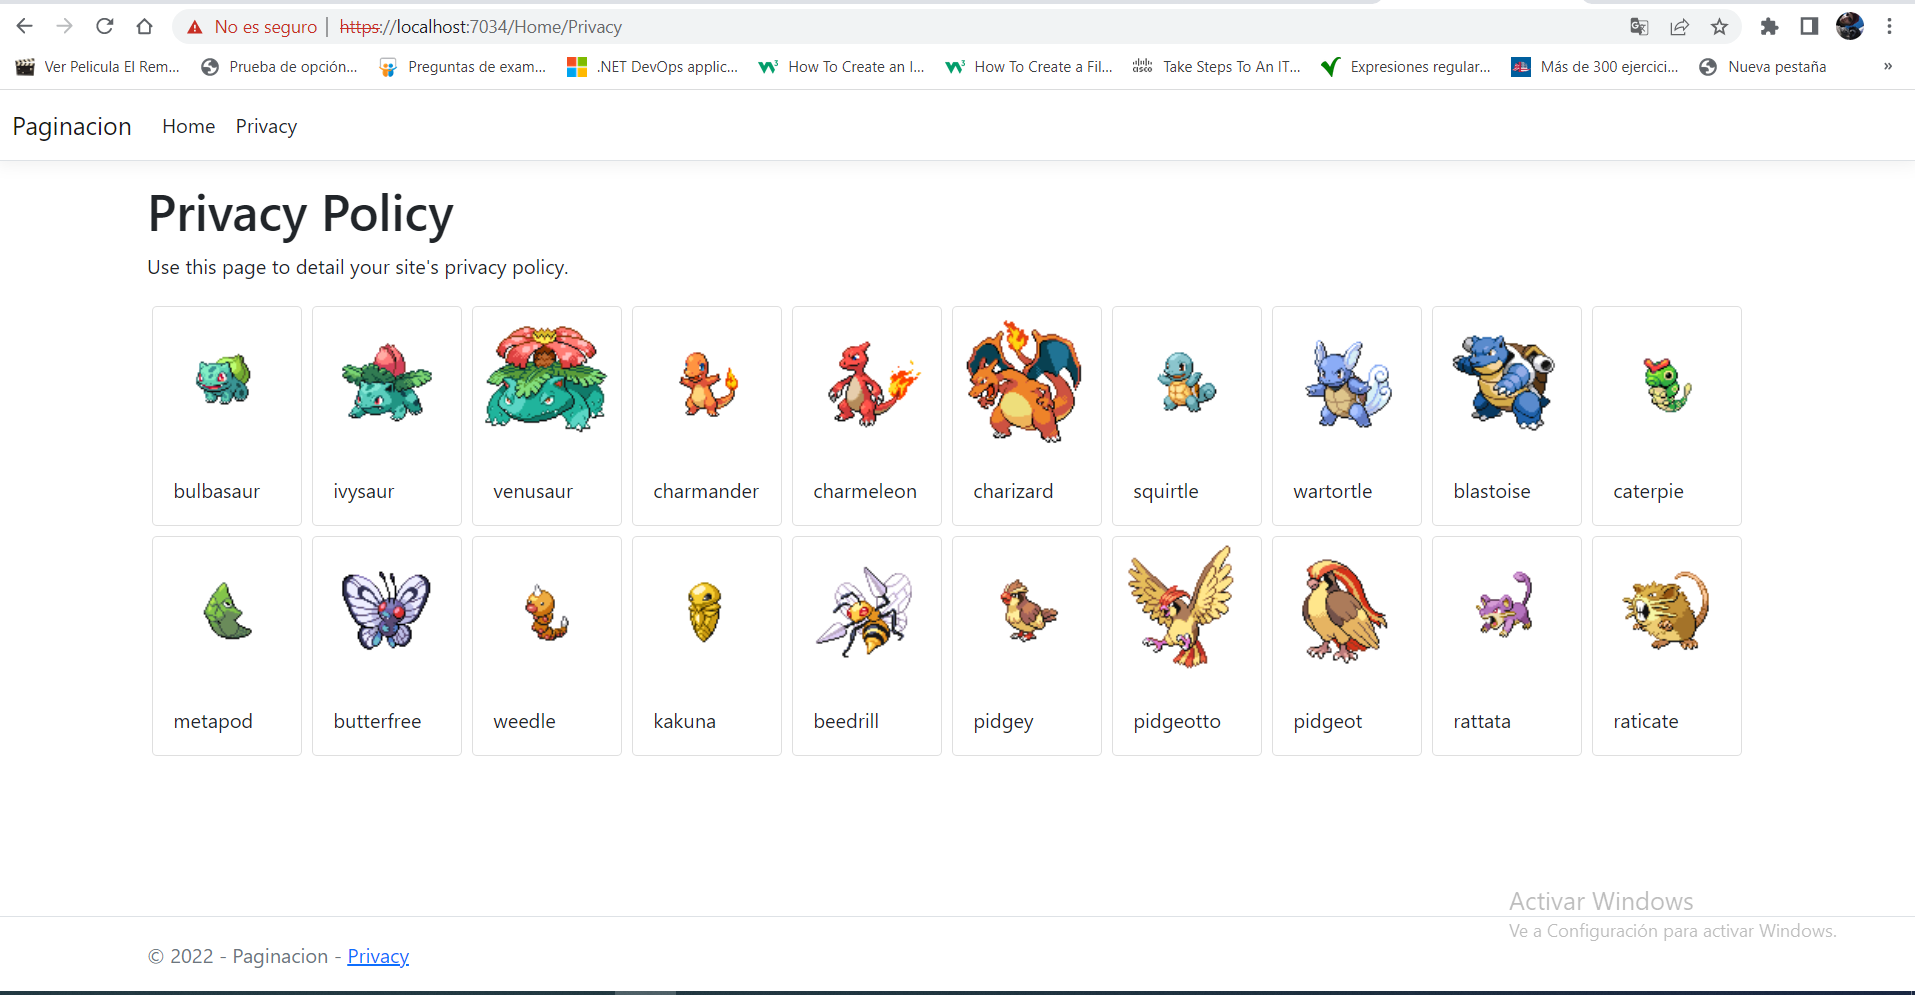 No es seguro | https://localhost:7034/Home/Privacy
Ver Pelicula El Rem... Prueba de opción... Preguntas de exam... .NET DevOps applic... How To Create an I... How To Create a Fil... Take Steps To An IT... Expresiones regular... Más de 300 ejercici... Nueva pestaña »
Paginacion Home Privacy
Privacy Policy
Use this page to detail your site's privacy policy.
bulbasaur ivysaur venusaur charmander charmeleon charizard squirtle wartortle blastoise caterpie
metapod butterfree weedle kakuna beedrill pidgey pidgeotto pidgeot rattata raticate
Activar Windows
Ve a Configuración para activar Windows.
© 2022 - Paginacion - Privacy